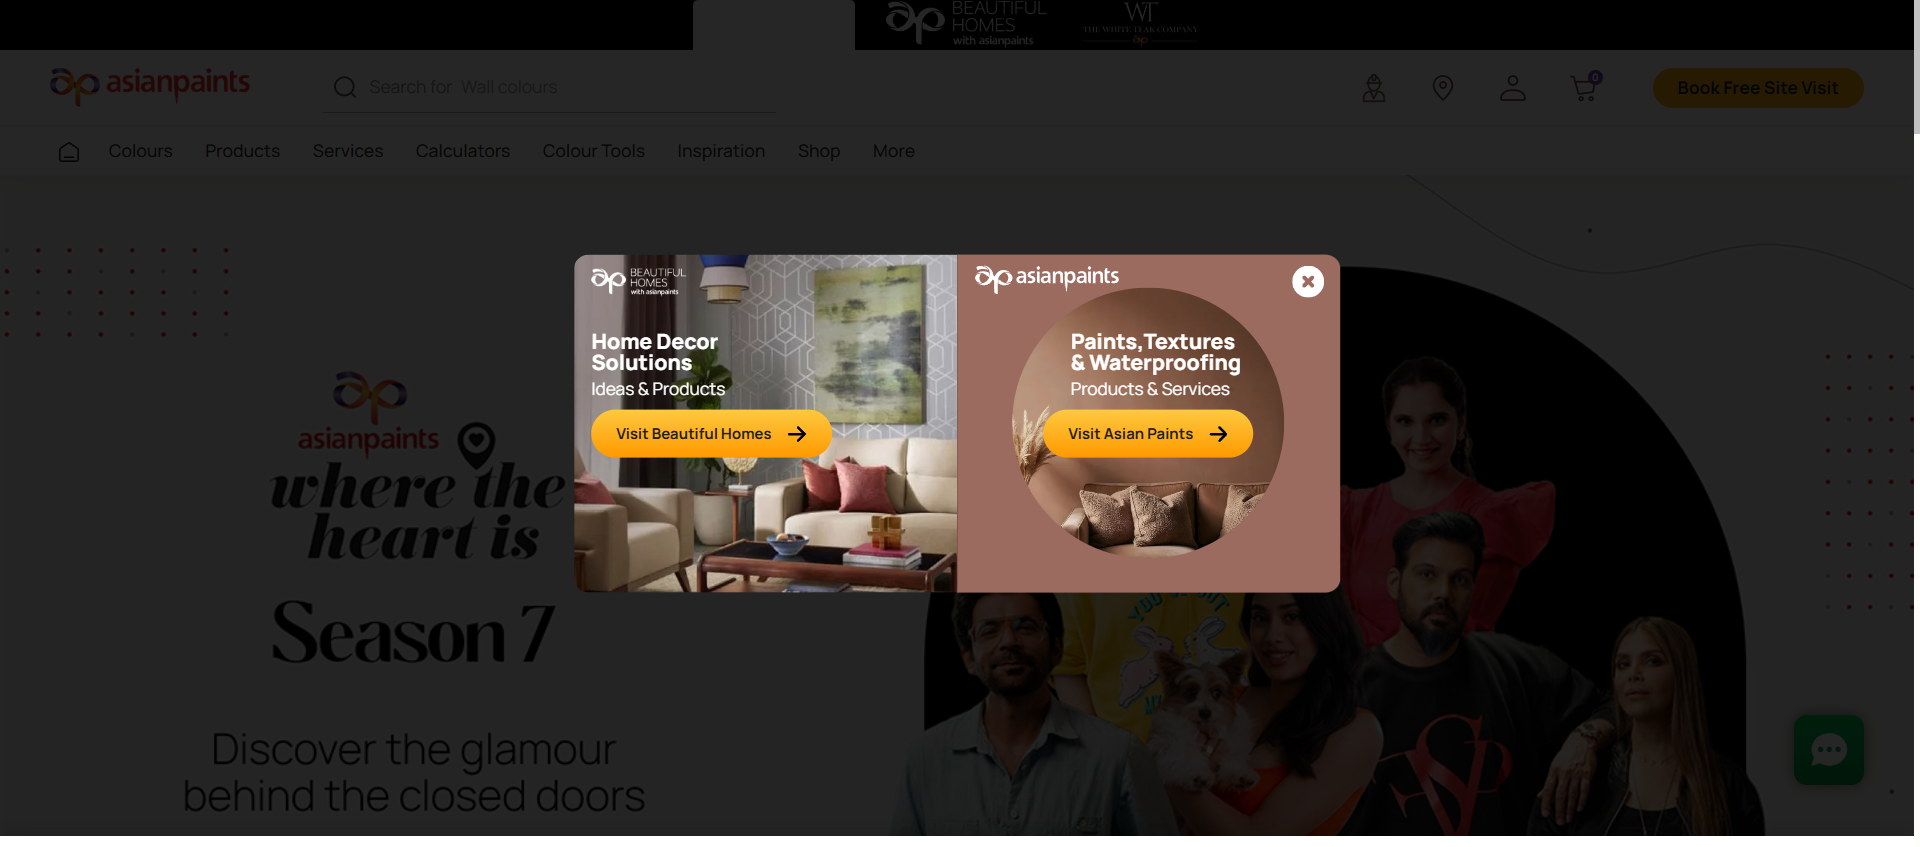 BEAUTIFUL
HOMES
with asianpaints
WT
THE WHITE TEAK COMPANY
asianpaints
Search for Wall colours
0
Book Free Site Visit
Colours Products Services Calculators Colour Tools Inspiration Shop More
BEAUTIFUL
HOMES
with asianpaints
Home Decor
Solutions
Ideas & Products
Visit Beautiful Homes
asianpaints
Paints,Textures
& Waterproofing
Products & Services
Visit Asian Paints
asianpaints
where the
heart is
Season 7
Discover the glamour
behind the closed doors